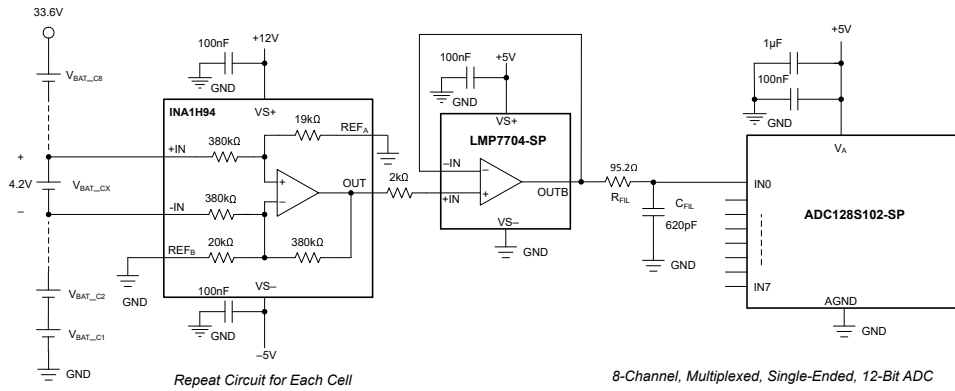 33.6V
V_BAT_C8
+
4.2V
V_BAT_CX
–
V_BAT_C2
V_BAT_C1
GND
+12V
100nF
GND
INA1H94
VS+
19kΩ
REF_A
GND
+IN
380kΩ
+
–
OUT
-IN
380kΩ
REF_B
20kΩ
380kΩ
GND
VS–
100nF
GND
–5V
Repeat Circuit for Each Cell
2kΩ
100nF
+5V
GND
VS+
LMP7704-SP
–IN
–
+
+IN
OUTB
VS–
GND
95.2Ω
R_FIL
C_FIL
620pF
GND
+5V
1µF
100nF
GND
V_A
IN0
ADC128S102-SP
IN7
AGND
GND
8-Channel, Multiplexed, Single-Ended, 12-Bit ADC